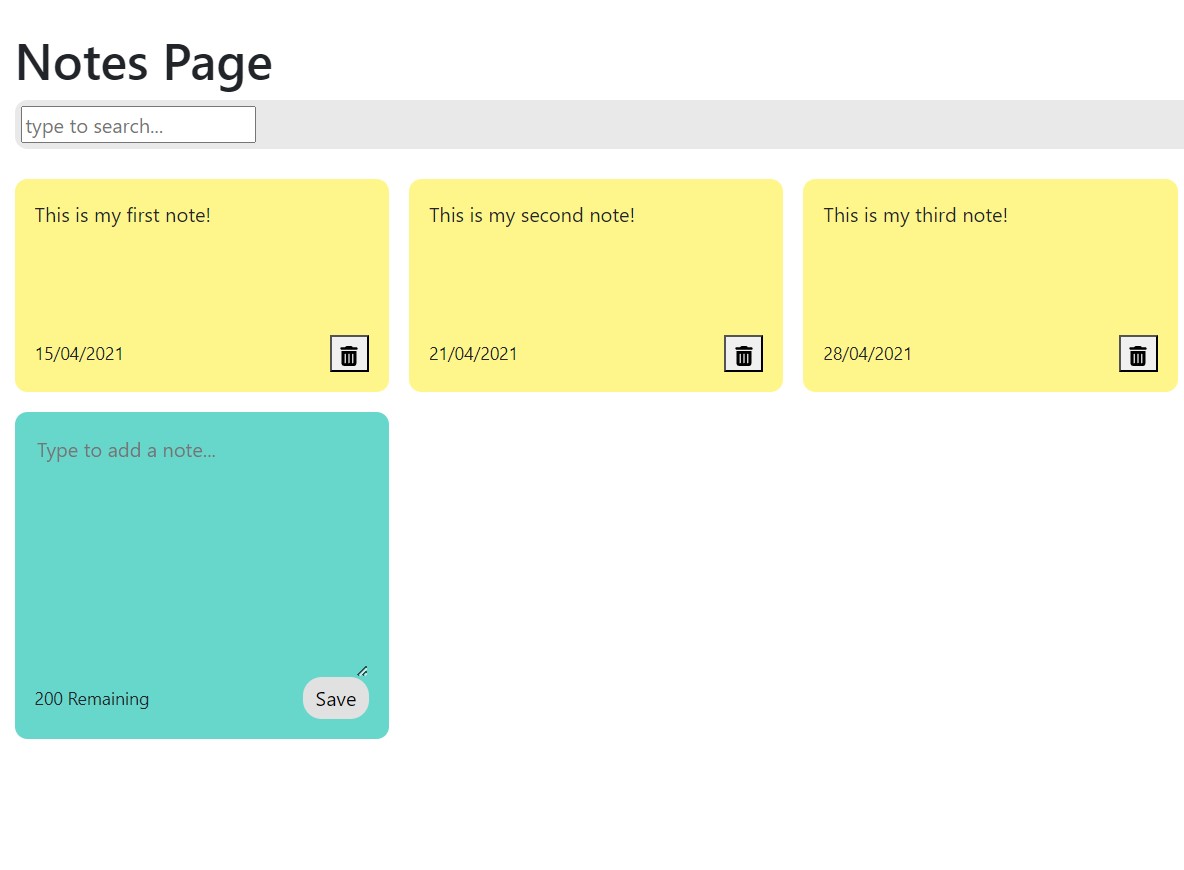 Notes Page
type to search...
This is my first note!
This is my second note!
This is my third note!
15/04/2021
21/04/2021
28/04/2021
Type to add a note...
200 Remaining
Save